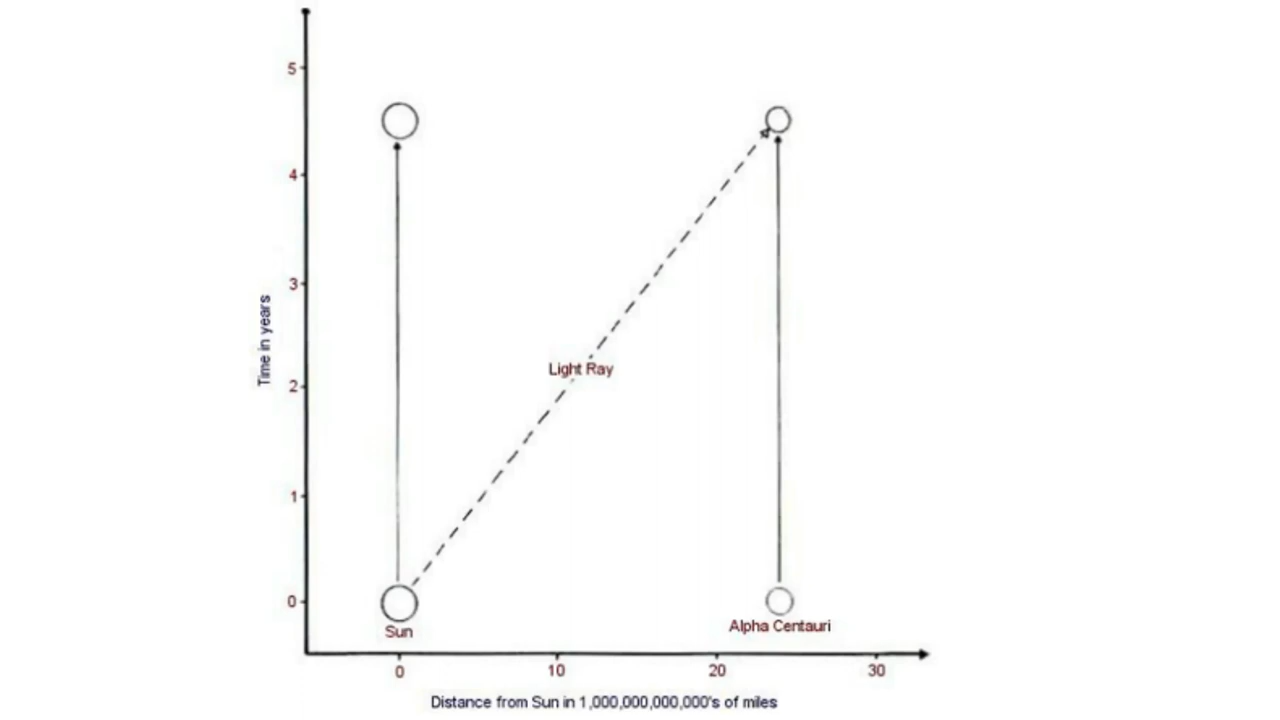 5
4
3
2
1
0
Time in years
Light Ray
Sun
Alpha Centauri
0 10 20 30
Distance from Sun in 1,000,000,000,000's of miles